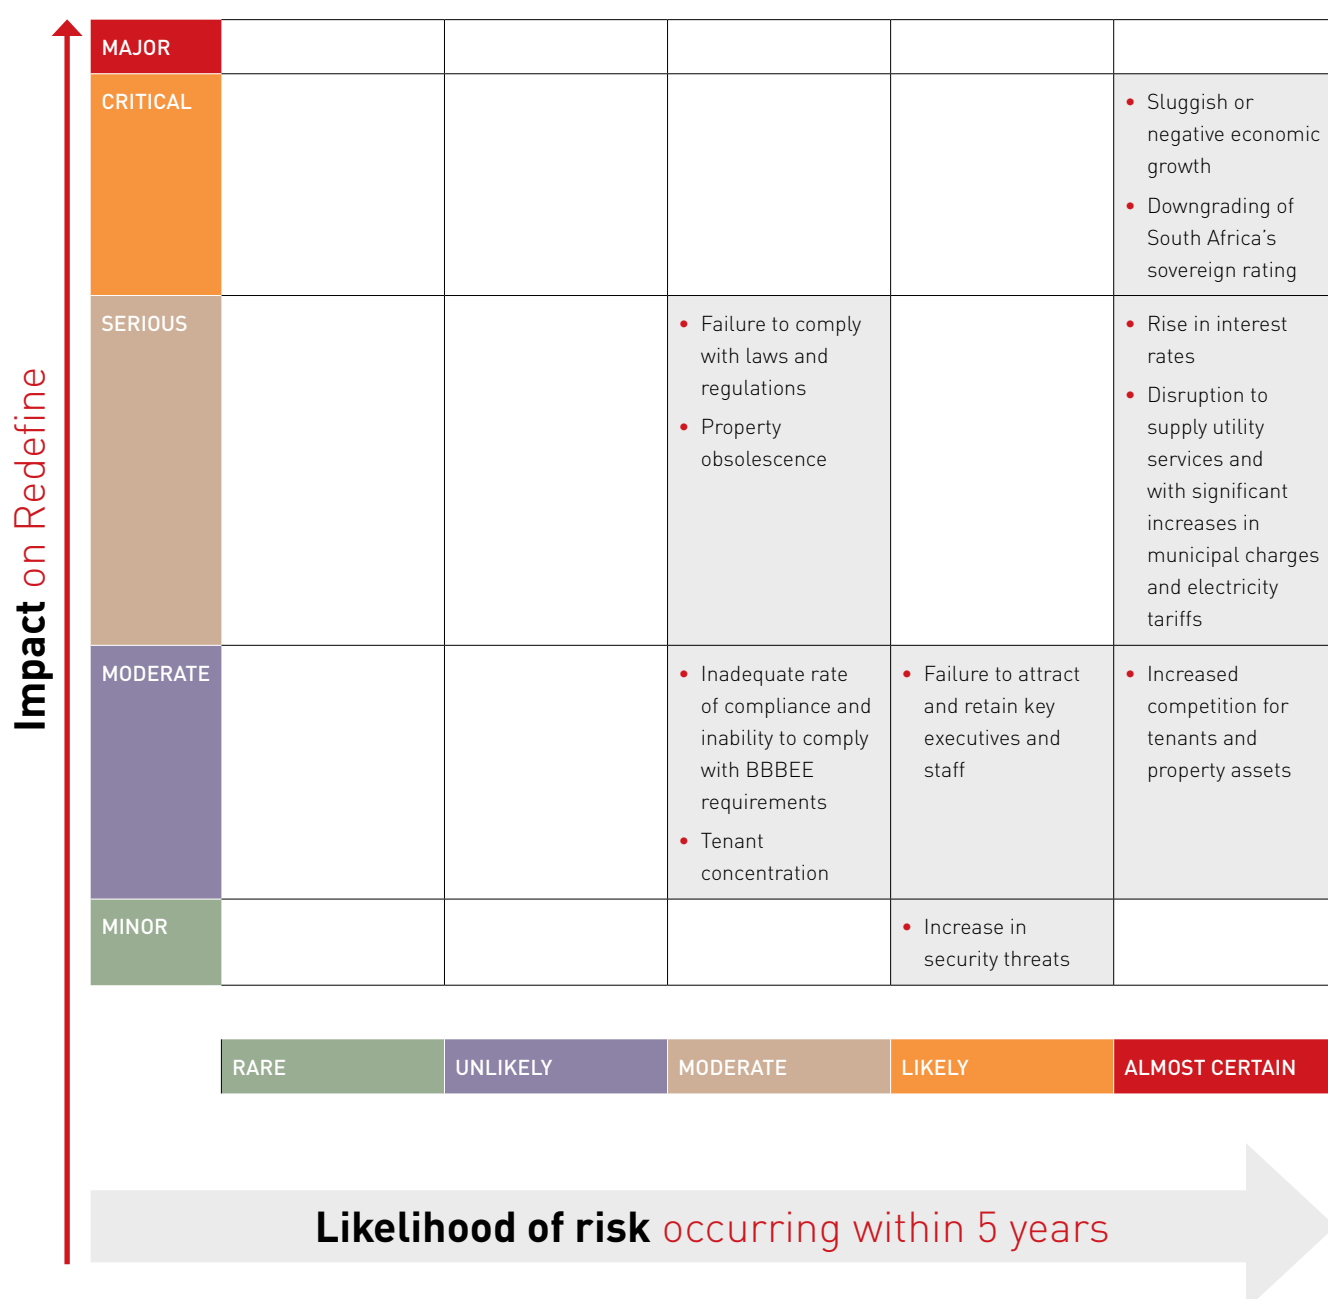 Impact on Redefine
MAJOR
CRITICAL
• Sluggish or
negative economic
growth
• Downgrading of
South Africa’s
sovereign rating
SERIOUS
• Failure to comply
with laws and
regulations
• Property
obsolescence
• Rise in interest
rates
• Disruption to
supply utility
services and
with significant
increases in
municipal charges
and electricity
tariffs
MODERATE
• Inadequate rate
of compliance and
inability to comply
with BBBEE
requirements
• Tenant
concentration
• Failure to attract
and retain key
executives and
staff
• Increased
competition for
tenants and
property assets
MINOR
• Increase in
security threats
RARE
UNLIKELY
MODERATE
LIKELY
ALMOST CERTAIN
Likelihood of risk occurring within 5 years